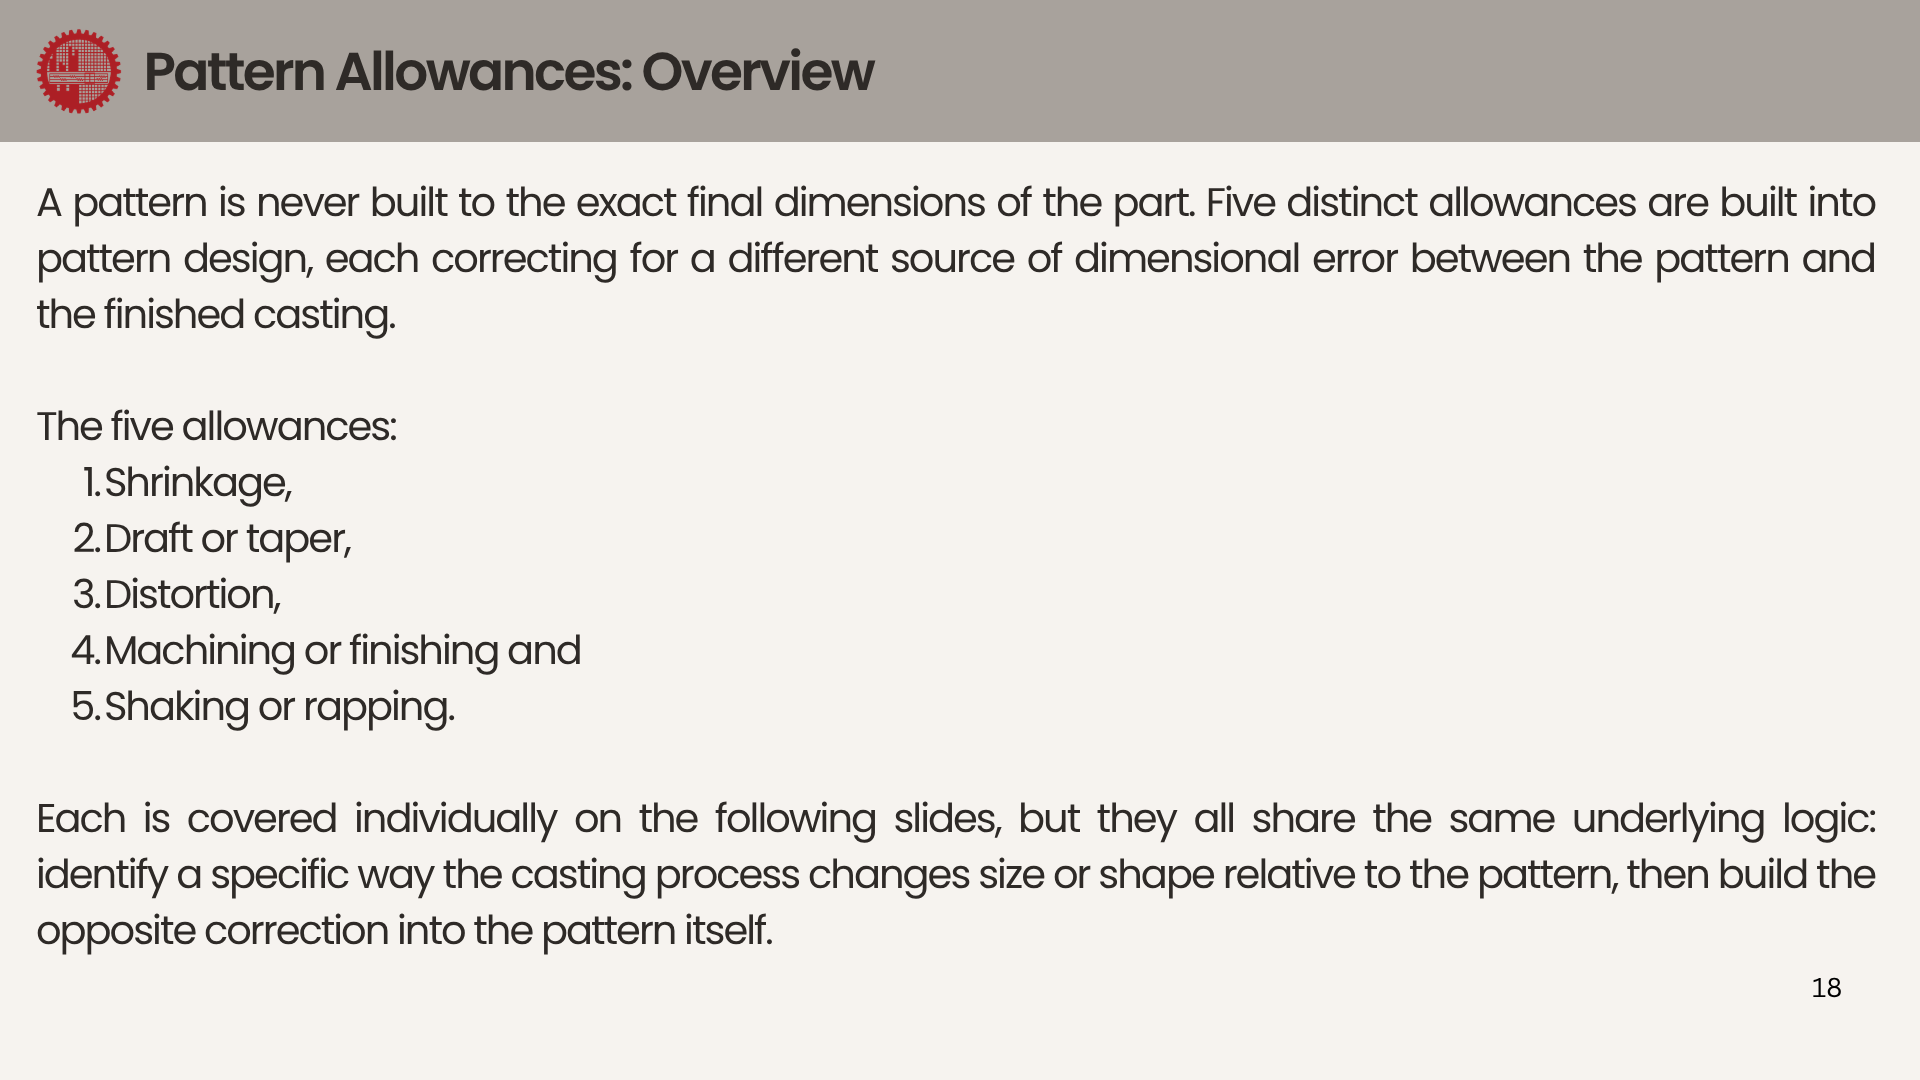 Pattern Allowances: Overview
A pattern is never built to the exact final dimensions of the part. Five distinct allowances are built into
pattern design, each correcting for a different source of dimensional error between the pattern and
the finished casting.
The five allowances:
1. Shrinkage,
2. Draft or taper,
3. Distortion,
4. Machining or finishing and
5. Shaking or rapping.
Each is covered individually on the following slides, but they all share the same underlying logic:
identify a specific way the casting process changes size or shape relative to the pattern, then build the
opposite correction into the pattern itself.
18